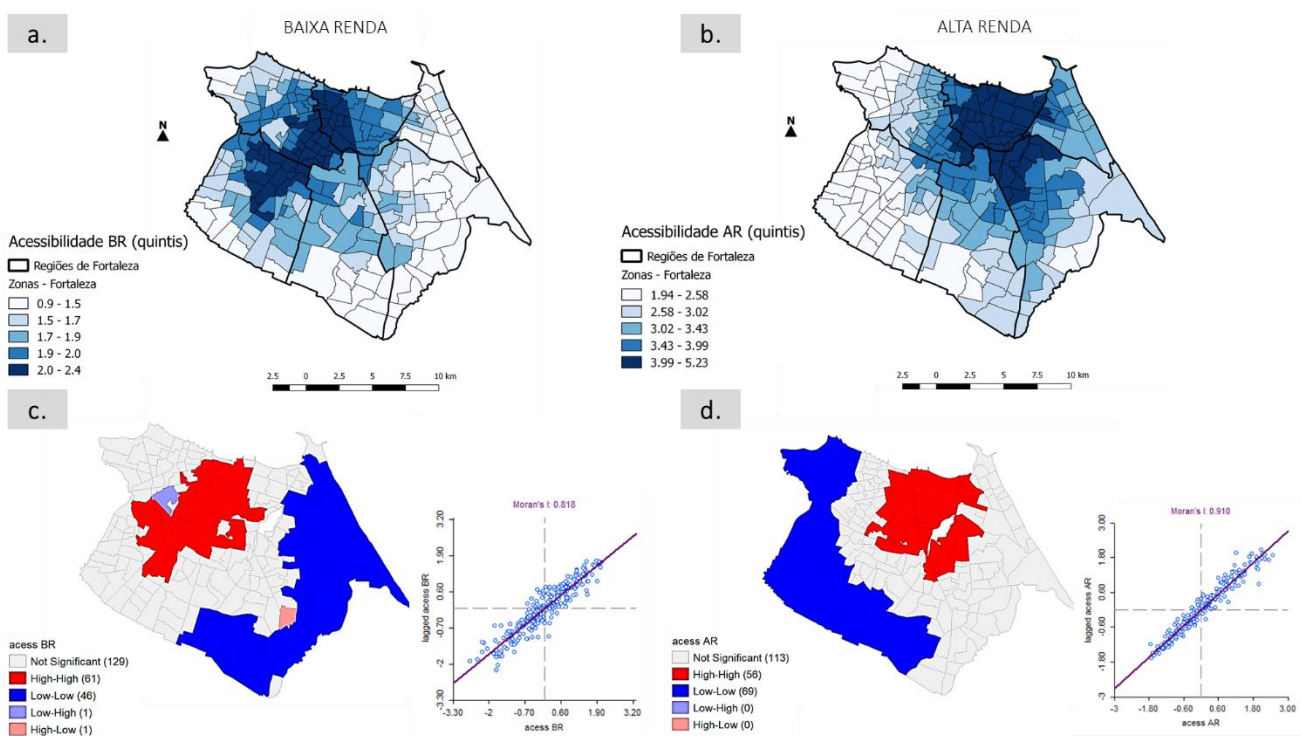 a.
BAIXA RENDA
N
Acessibilidade BR (quintis)
Regiões de Fortaleza
Zonas - Fortaleza
0.9 - 1.5
1.5 - 1.7
1.7 - 1.9
1.9 - 2.0
2.0 - 2.4
2.5 0 2.5 5 7.5 10 km
b.
ALTA RENDA
N
Acessibilidade AR (quintis)
Regiões de Fortaleza
Zonas - Fortaleza
1.94 - 2.58
2.58 - 3.02
3.02 - 3.43
3.43 - 3.99
3.99 - 5.23
2.5 0 2.5 5 7.5 10 km
c.
acess BR
Not Significant (129)
High-High (61)
Low-Low (46)
Low-High (1)
High-Low (1)
Moran's I: 0.818
lagged acess BR
3.20
1.90
0.60
-0.70
-2
-3.30
-3.30 -2 -0.70 0.60 1.90 3.20
acess BR
d.
acess AR
Not Significant (113)
High-High (56)
Low-Low (69)
Low-High (0)
High-Low (0)
Moran's I: 0.910
lagged acess AR
3.00
1.80
0.60
-0.60
-1.80
-3
-3 -1.80 -0.60 0.60 1.80 3.00
acess AR